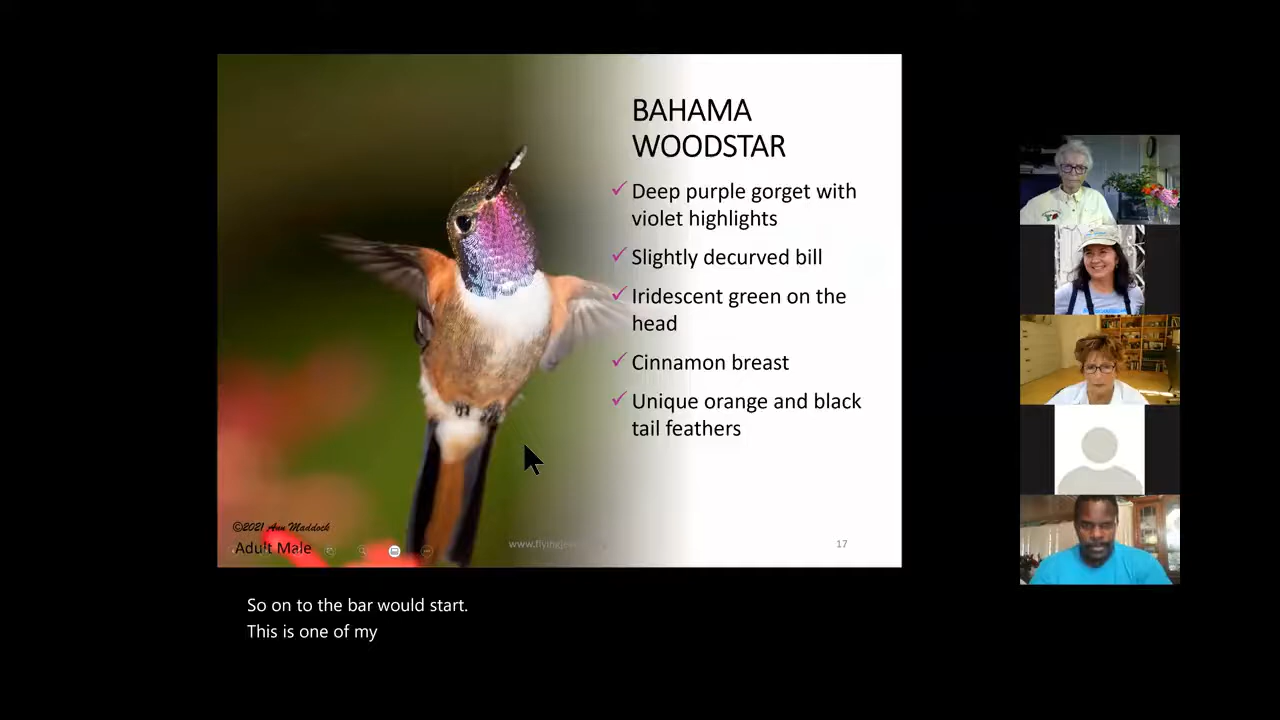 BAHAMA
WOODSTAR
Deep purple gorget with
violet highlights
Slightly decurved bill
Iridescent green on the
head
Cinnamon breast
Unique orange and black
tail feathers
©2021 Ann Maddock
Adult Male
17
So on to the bar would start.
This is one of my